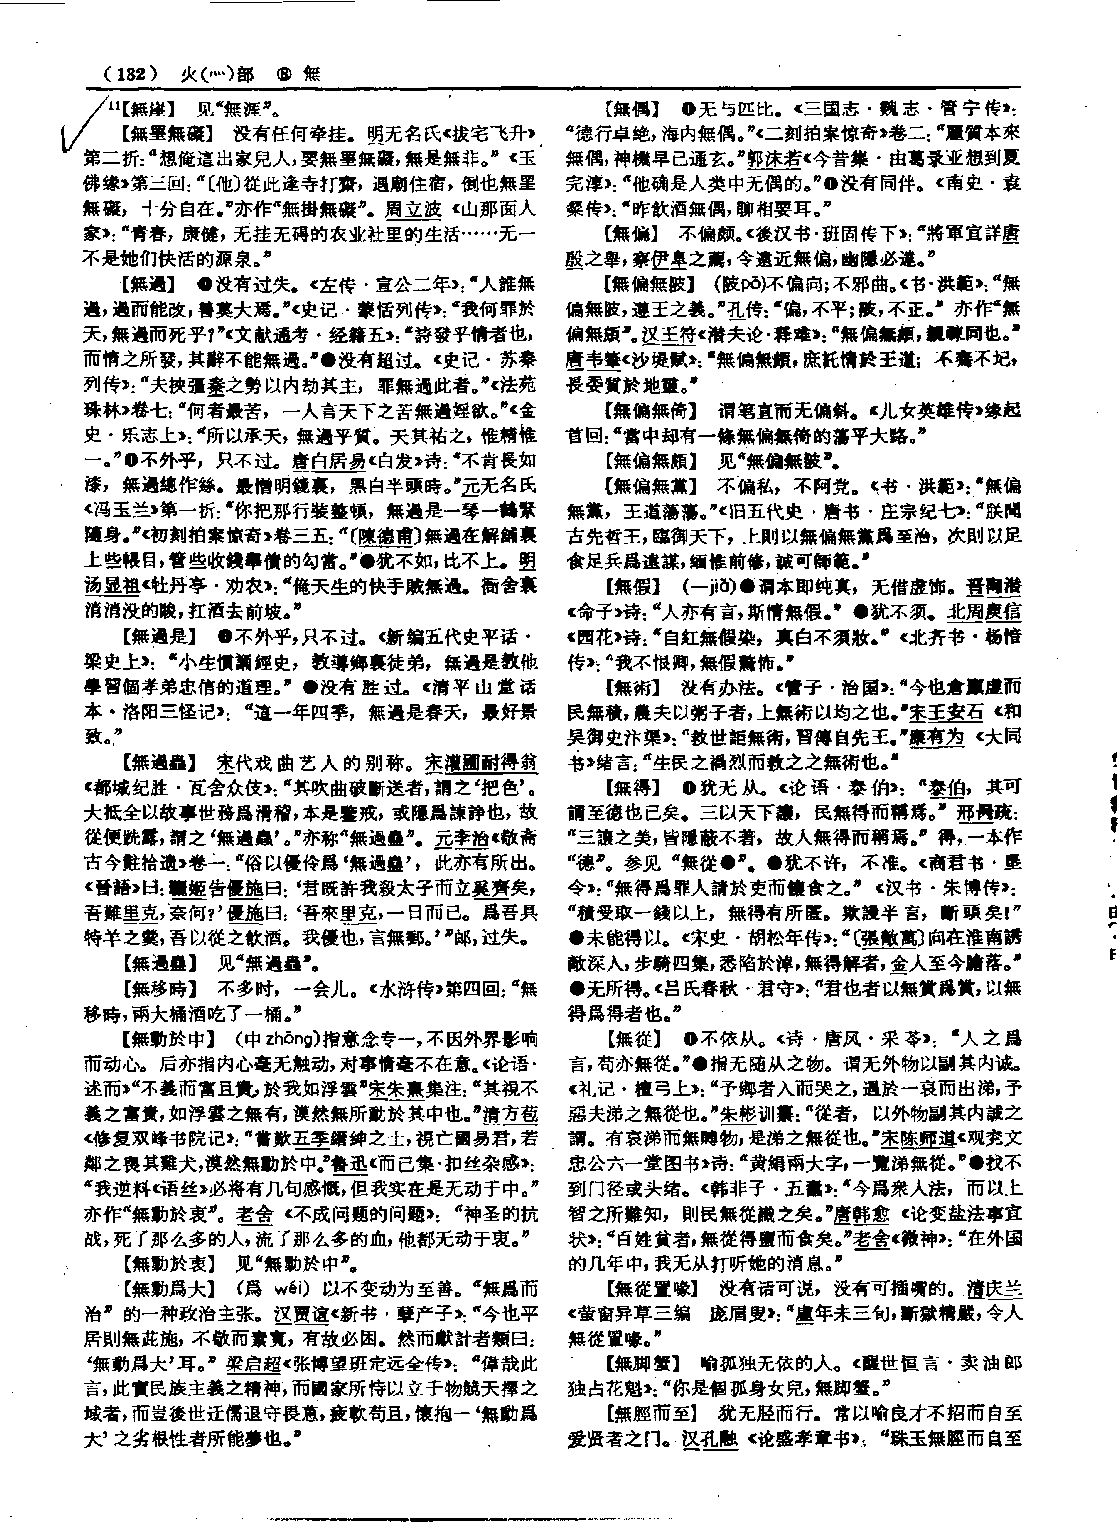 (132) 火(灬)部 ⑧ 無
11【無嵂】 见“無涯”。
【無罣無礙】 没有任何牵挂。明无名氏《拔宅飞升》
第二折:“想俺這出家兒人,要無罣無礙,無是無非。”《玉
佛缘》第三回:“〔他〕從此逢寺打齋,遇廟住宿,倒也無罣
無礙,十分自在。”亦作“無掛無礙”。周立波《山那面人
家》:“青春,康健,无挂无碍的农业社里的生活……无一
不是她们快活的源泉。”
【無過】 ❶没有过失。《左传·宣公二年》:“人誰無
過,過而能改,善莫大焉。”《史记·蒙恬列传》:“我何罪於
天,無過而死乎?”《文献通考·经籍五》:“詩發乎情者也,
而情之所發,其辭不能無過。”❷没有超过。《史记·苏秦
列传》:“夫挾彊秦之勢以内劫其主,罪無過此者。”《法苑
珠林》卷七:“何者最苦,一人言天下之苦無過婬欲。”《金
史·乐志上》:“所以承天,無過乎質。天其祐之,惟精惟
一。”❸不外乎,只不过。唐白居易《白发》诗:“不肯長如
漆,無過總作絲。最憎明鏡裏,黑白半頭時。”元无名氏
《冯玉兰》第一折:“你把那行装整頓,無過是一琴一鶴緊
隨身。”《初刻拍案惊奇》卷三五:“〔陳德甫〕無過在解鋪裏
上些帳目,管些收錢舉債的勾當。”❹犹不如,比不上。明
汤显祖《牡丹亭·劝农》:“俺天生的快手賊無過。衙舍裏
消消没的睃,扛酒去前坡。”
【無過是】 ❶不外乎,只不过。《新编五代史平话·
梁史上》:“小生慣讀經史,教導鄉裏徒弟,無過是教他
學習個孝弟忠信的道理。”❷没有胜过。《清平山堂话
本·洛阳三怪记》:“這一年四季,無過是春天,最好景
致。”
【無過蟲】 宋代戏曲艺人的别称。宋灌圃耐得翁
《都城纪胜·瓦舍众伎》:“其吹曲破斷送者,謂之‘把色’。
大抵全以故事世務爲滑稽,本是鑒戒,或隱爲諫諍也,故
從便跣露,謂之‘無過蟲’。”亦称“無過蟲”。元李治《敬斋
古今黈拾遗》卷一:“俗以優伶爲‘無過蟲’,此亦有所出。
《晉語》曰:驪姬告優施曰:‘君既許我殺太子而立奚齊矣,
吾難里克,奈何?’優施曰:‘吾來里克,一日而已。爲吾具
特羊之饗,吾以從之飲酒。我優也,言無郵。’”邮,过失。
【無過蟲】 见“無過蟲”。
【無移時】 不多时,一会儿。《水浒传》第四回:“無
移時,兩大桶酒吃了一桶。”
【無動於中】 (中 zhōng)指意念专一,不因外界影响
而动心。后亦指内心毫无触动,对事情毫不在意。《论语·
述而》“不義而富且貴,於我如浮雲”宋朱熹集注:“其視不
義之富貴,如浮雲之無有,漠然無所動於其中也。”清方苞
《修复双峰书院记》:“嘗歎五季縉紳之士,視亡國易君,若
鄰之喪其雞犬,漠然無動於中。”鲁迅《而已集·扣丝杂感》:
“我逆料《语丝》必将有几句感慨,但我实在是无动于中。”
亦作“無動於衷”。老舍《不成问题的问题》:“神圣的抗
战,死了那么多的人,流了那么多的血,他都无动于衷。”
【無動於衷】 见“無動於中”。
【無動爲大】 (爲 wéi) 以不变动为至善。“無爲而
治”的一种政治主张。汉贾谊《新书·孽产子》:“今也平
居則無茈施,不敬而素寬,有故必困。然而獻計者類曰:
‘無動爲大’耳。”梁启超《张博望班定远合传》:“偉哉此
言,此實民族主義之精神,而國家所恃以立于物競天擇之
域者,而豈後世迂儒退守畏葸,疲軟苟且,懷抱一‘無動爲
大’之劣根性者所能夢也。”
【無偶】 ❶无与匹比。《三国志·魏志·管宁传》:
“德行卓绝,海内無偶。”《二刻拍案惊奇》卷二:“麗質本來
無偶,神機早已通玄。”郭沫若《今昔集·由葛录亚想到夏
完淳》:“他确是人类中无偶的。”❷没有同伴。《南史·袁
粲传》:“昨飲酒無偶,聊相要耳。”
【無偏】 不偏颇。《後汉书·班固传下》:“將軍宜詳唐
殷之舉,察伊皋之薦,令遠近無偏,幽隱必達。”
【無偏無陂】 (陂pō)不偏向;不邪曲。《书·洪範》:“無
偏無陂,遵王之義。”孔传:“偏,不平;陂,不正。”亦作“無
偏無頗”。汉王符《潜夫论·释难》:“無偏無頗,親疎同也。”
唐韦肇《沙堤赋》:“無偏無頗,庶託情於王道;不騫不圮,
長委質於地靈。”
【無偏無倚】 谓笔直而无偏斜。《儿女英雄传》缘起
首回:“當中却有一條無偏無倚的蕩平大路。”
【無偏無頗】 见“無偏無陂”。
【無偏無黨】 不偏私,不阿党。《书·洪範》:“無偏
無黨,王道蕩蕩。”《旧五代史·唐书·庄宗纪七》:“朕聞
古先哲王,臨御天下,上則以無偏無黨爲至治,次則以足
食足兵爲遠謀,緬惟前修,誠可師範。”
【無假】 (—jiǎ)❶谓本即纯真,无借虚饰。晋陶潜
《命子》诗:“人亦有言,斯情無假。”❷犹不须。北周庾信
《西花》诗:“自紅無假染,真白不須妝。”《北齐书·杨愔
传》:“我不恨卿,無假驚怖。”
【無術】 没有办法。《管子·治国》:“今也倉廩虚而
民無積,農夫以粥子者,上無術以均之也。”宋王安石《和
吴御史汴渠》:“救世詎無術,習傳自先王。”康有为《大同
书》绪言:“生民之禍烈而救之之無術也。”
【無得】 ❶犹无从。《论语·泰伯》:“泰伯,其可
謂至德也已矣。三以天下讓,民無得而稱焉。”邢昺疏:
“三讓之美,皆隱蔽不著,故人無得而稱焉。”得,一本作
“德”。参见“無從❶”。❷犹不许,不准。《商君书·垦
令》:“無得爲罪人請於吏而饟食之。”《汉书·朱博传》:
“積受取一錢以上,無得有所匿。欺謾半言,斷頭矣!”
❸未能得以。《宋史·胡松年传》:“〔張敵萬〕向在淮南誘
敵深入,步騎四集,悉陷於淖,無得解者,金人至今膽落。”
❹无所得。《吕氏春秋·君守》:“君也者以無當爲當,以無
得爲得者也。”
【無從】 ❶不依从。《诗·唐风·采苓》:“人之爲
言,苟亦無從。”❷指无随从之物。谓无外物以副其内诚。
《礼记·檀弓上》:“予鄉者入而哭之,遇於一哀而出涕,予
惡夫涕之無從也。”朱彬训纂:“從者,以外物副其内誠之
謂。有哀涕而無賻物,是涕之無從也。”宋陈师道《观兖文
忠公六一堂图书》诗:“黄絹兩大字,一覽涕無從。”❸找不
到门径或头绪。《韩非子·五蠹》:“今爲衆人法,而以上
智之所難知,則民無從識之矣。”唐韩愈《论变盐法事宜
状》:“百姓貧者,無從得鹽而食矣。”老舍《微神》:“在外国
的几年中,我无从打听她的消息。”
【無從置喙】 没有话可说,没有可插嘴的。清庆兰
《萤窗异草三编 庞眉叟》:“盧年未三旬,斷獄精嚴,令人
無從置喙。”
【無脚蟹】 喻孤独无依的人。《醒世恒言·卖油郎
独占花魁》:“你是個孤身女兒,無脚蟹。”
【無脛而至】 犹无胫而行。常以喻良才不招而自至
爱贤者之门。汉孔融《论盛孝章书》:“珠玉無脛而自至